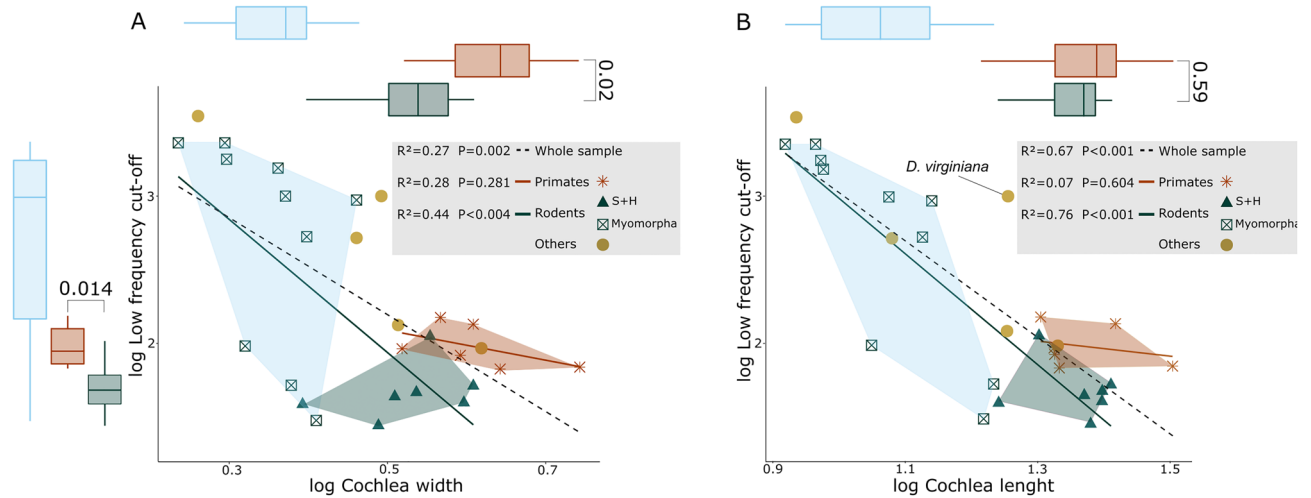 A
0.02
0.014
log Low frequency cut-off
3
2
R²=0.27 P=0.002 Whole sample
R²=0.28 P=0.281 Primates
S+H
R²=0.44 P<0.004 Rodents
Myomorpha
Others
0.3 0.5 0.7
log Cochlea width
B
0.59
log Low frequency cut-off
3
2
D. virginiana
R²=0.67 P<0.001 Whole sample
R²=0.07 P=0.604 Primates
S+H
R²=0.76 P<0.001 Rodents
Myomorpha
Others
0.9 1.1 1.3 1.5
log Cochlea lenght